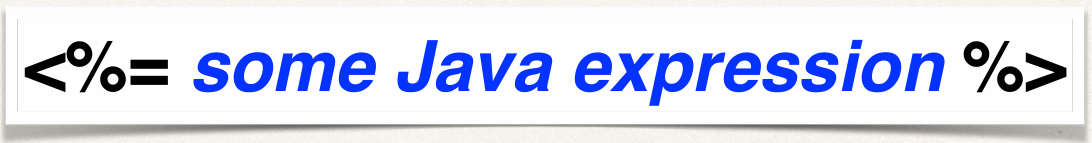 <%= some Java expression %>